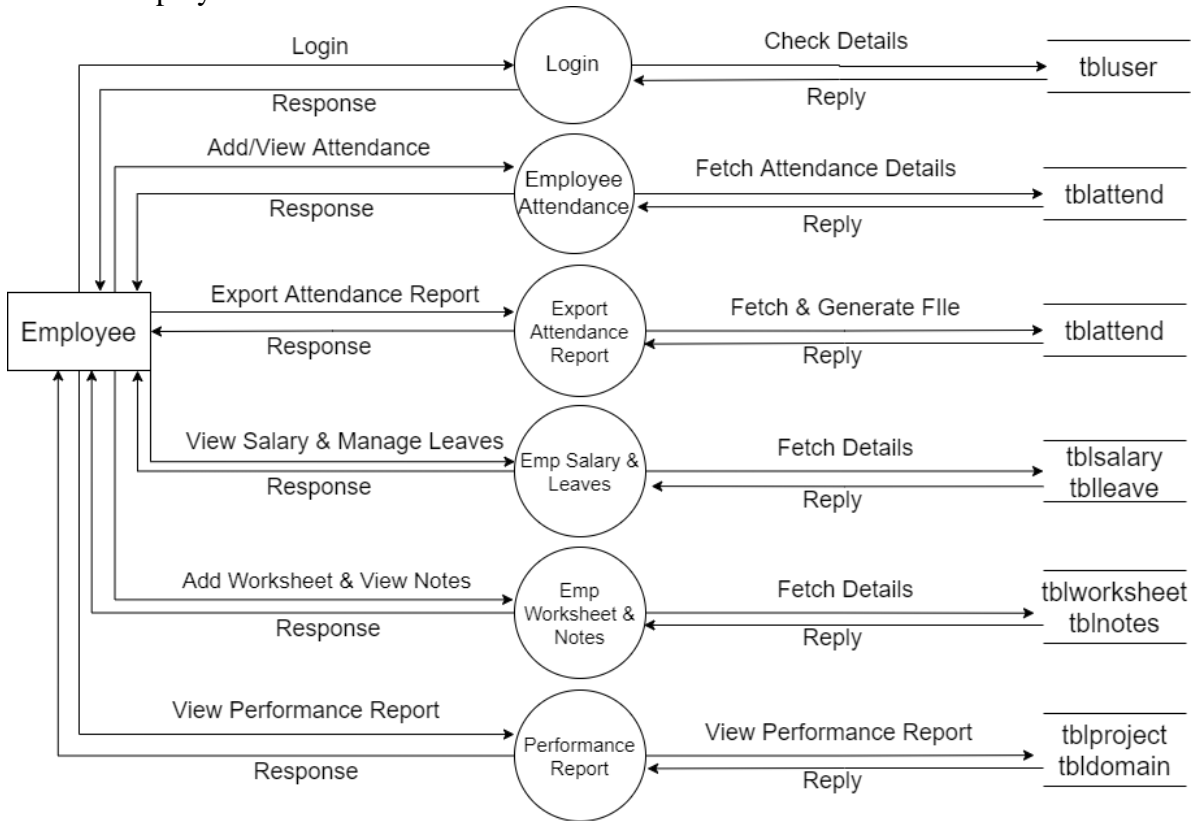 Login
Check Details
Login
tbluser
Response
Reply
Add/View Attendance
Fetch Attendance Details
Employee
Attendance
tblattend
Response
Reply
Employee
Export Attendance Report
Export
Attendance
Report
Fetch & Generate FIle
tblattend
Response
Reply
View Salary & Manage Leaves
Emp Salary &
Leaves
Fetch Details
tblsalary
tblleave
Response
Reply
Add Worksheet & View Notes
Emp
Worksheet &
Notes
Fetch Details
tblworksheet
tblnotes
Response
Reply
View Performance Report
Performance
Report
View Performance Report
tblproject
tbldomain
Response
Reply